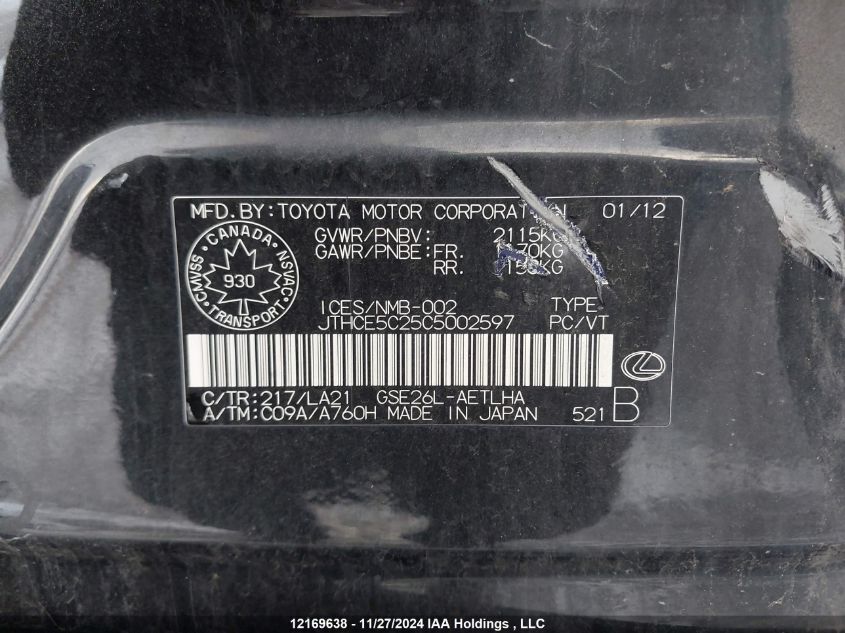 MFD.BY:TOYOTA MOTOR CORPORAT 01/12
GVWR/PNBV: 2115KG
GAWR/PNBE:FR. 70KG
RR. KG
CANADA
CMVSS
NSVAC
930
TRANSPORT
ICES/NMB-002 TYPE
JTHCE5C25C5002597 PC/VT
C/TR:217/LA21 GSE26L-AETLHA
A/TM:C09A/A760H MADE IN JAPAN 521 B
12169638 - 11/27/2024 IAA Holdings , LLC